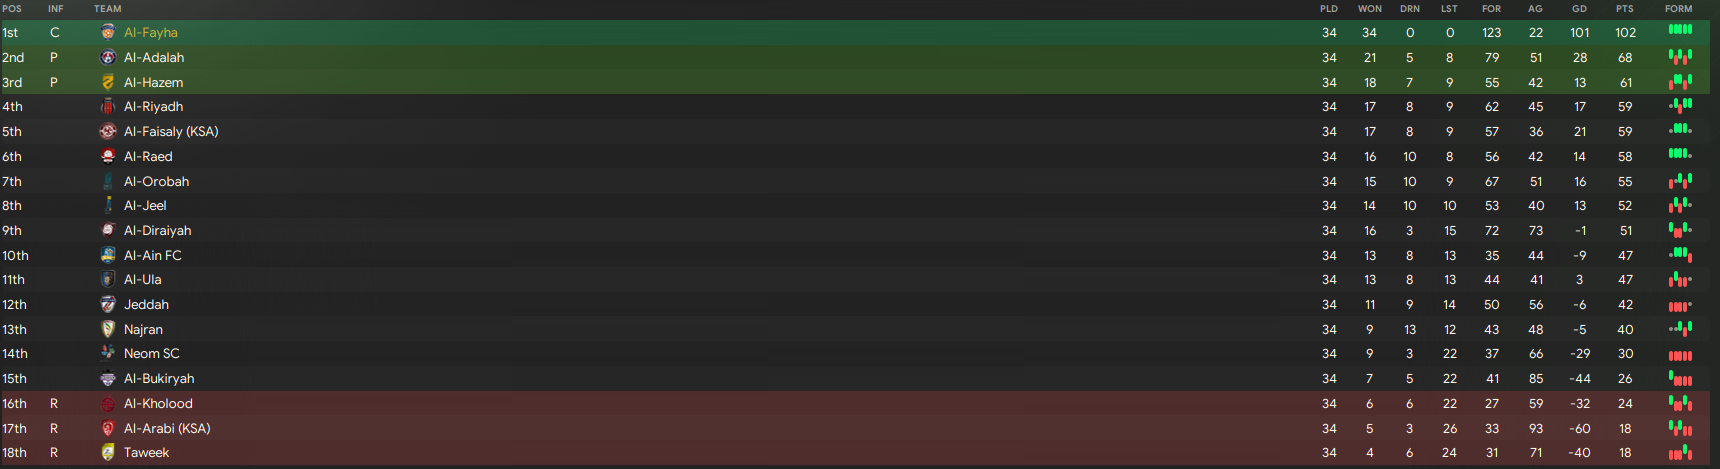 POS INF TEAM PLD WON DRN LST FOR AG GD PTS FORM
1st C Al-Fayha 34 34 0 0 123 22 101 102
2nd P Al-Adalah 34 21 5 8 79 51 28 68
3rd P Al-Hazem 34 18 7 9 55 42 13 61
4th Al-Riyadh 34 17 8 9 62 45 17 59
5th Al-Faisaly (KSA) 34 17 8 9 57 36 21 59
6th Al-Raed 34 16 10 8 56 42 14 58
7th Al-Orobah 34 15 10 9 67 51 16 55
8th Al-Jeel 34 14 10 10 53 40 13 52
9th Al-Diraiyah 34 16 3 15 72 73 -1 51
10th Al-Ain FC 34 13 8 13 35 44 -9 47
11th Al-Ula 34 13 8 13 44 41 3 47
12th Jeddah 34 11 9 14 50 56 -6 42
13th Najran 34 9 13 12 43 48 -5 40
14th Neom SC 34 9 3 22 37 66 -29 30
15th Al-Bukiryah 34 7 5 22 41 85 -44 26
16th R Al-Kholood 34 6 6 22 27 59 -32 24
17th R Al-Arabi (KSA) 34 5 3 26 33 93 -60 18
18th R Taweek 34 4 6 24 31 71 -40 18